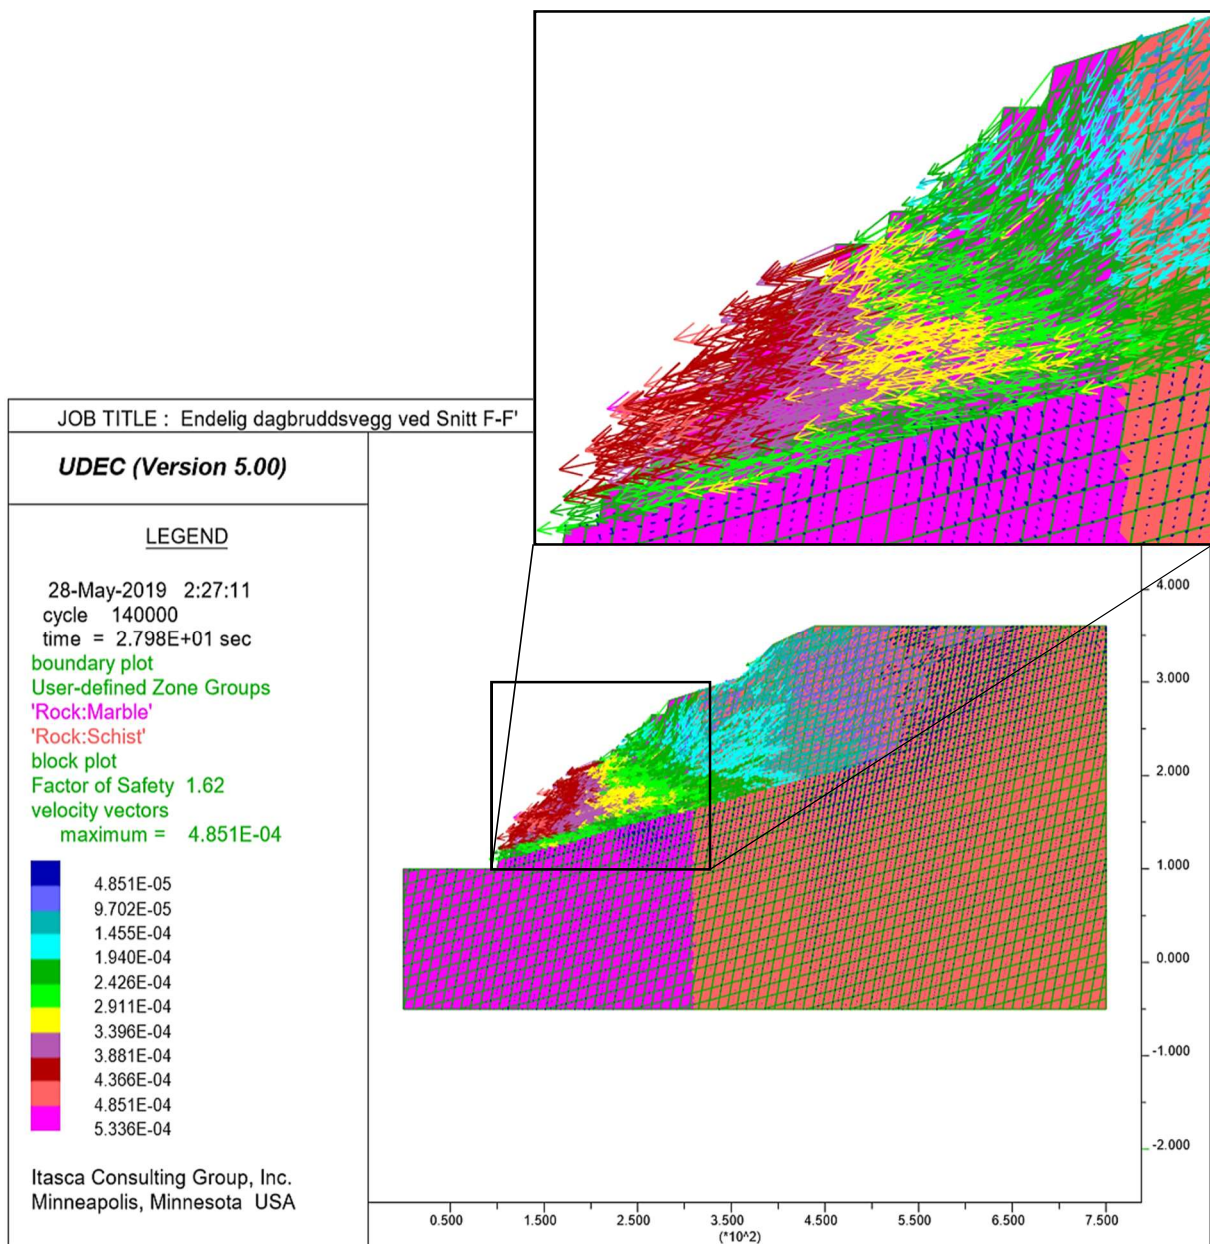 JOB TITLE : Endelig dagbruddsvegg ved Snitt F-F'
UDEC (Version 5.00)
LEGEND
28-May-2019 2:27:11
cycle 140000
time = 2.798E+01 sec
boundary plot
User-defined Zone Groups
'Rock:Marble'
'Rock:Schist'
block plot
Factor of Safety 1.62
velocity vectors
maximum = 4.851E-04
4.851E-05
9.702E-05
1.455E-04
1.940E-04
2.426E-04
2.911E-04
3.396E-04
3.881E-04
4.366E-04
4.851E-04
5.336E-04
Itasca Consulting Group, Inc.
Minneapolis, Minnesota USA
4.000
3.000
2.000
1.000
0.000
-1.000
-2.000
0.500 1.500 2.500 3.500 4.500 5.500 6.500 7.500
(*10^2)